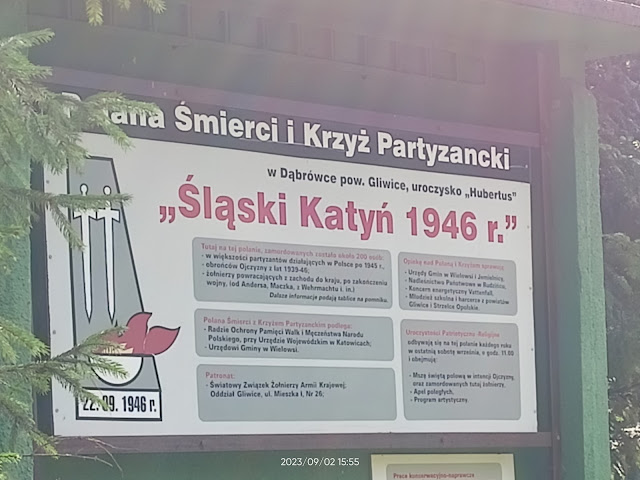 Polana Śmierci i Krzyż Partyzancki
w Dąbrówce pow. Gliwice, uroczysko „Hubertus"
„Śląski Katyń 1946 r."
Tutaj na tej polanie, zamordowanych zostało około 200 osób:
- w większości partyzantów działających w Polsce po 1945 r.,
- obrońców Ojczyzny z lat 1939-45,
- żołnierzy powracających z zachodu do kraju, po zakończeniu
wojny, (od Andersa, Maczka, z Wehrmachtu i. in.)
Dalsze informacje podają tablice na pomniku.
Polana Śmierci z Krzyżem Partyzanckim podlega:
- Radzie Ochrony Pamięci Walk i Męczeństwa Narodu
Polskiego, przy Urzędzie Wojewódzkim w Katowicach;
- Urzędowi Gminy w Wielowsi.
Patronat:
- Światowy Związek Żołnierzy Armii Krajowej;
Oddział Gliwice, ul. Mieszka I, Nr 26;
Opiekę nad Polaną i Krzyżem sprawują:
- Urzędy Gmin w Wielowsi i Jemielnicy,
- Nadleśnictwo Państwowe w Rudzińcu,
- Koncern energetyczny Vattenfall,
- Młodzież szkolna i harcerze z powiatów
Gliwice i Strzelce Opolskie.
Uroczystości Patriotyczno Religijne
odbywają się na tej polanie każdego roku
w ostatnią sobotę września, o godz. 11.00
i obejmują:
- Mszę świętą polową w intencji Ojczyzny
oraz zamordowanych tutaj żołnierzy,
- Apel poległych,
- Program artystyczny.
22.09. 1946 r.
Prace konserwacyjno-naprawcze
2023/09/02 15:55